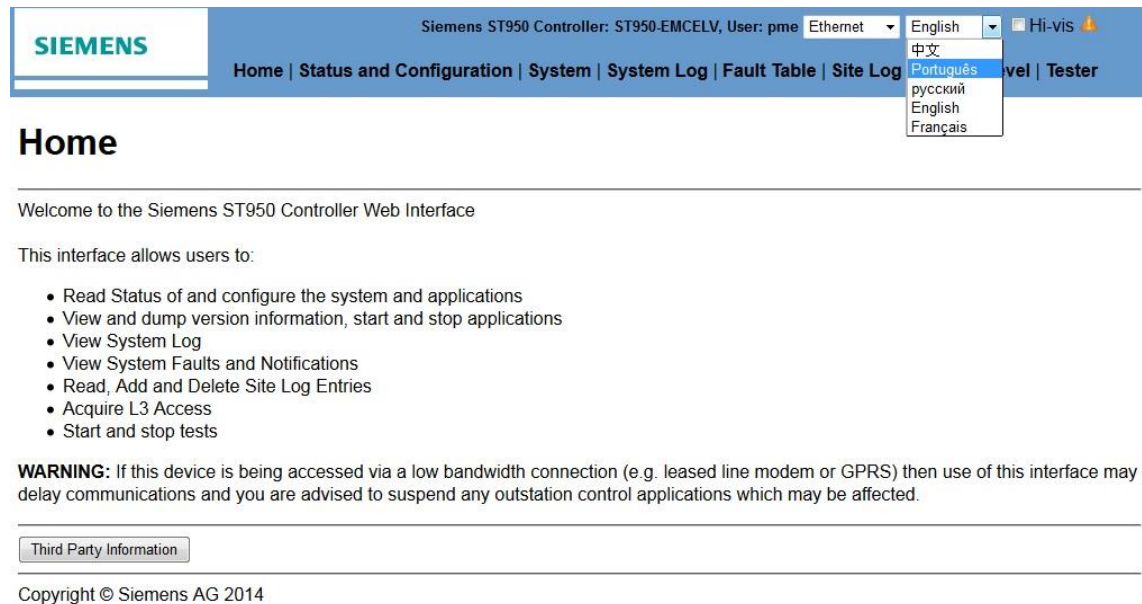 SIEMENS
Siemens ST950 Controller: ST950-EMCELV, User: pme Ethernet English Hi-vis
中文
Português
русский
English
Français
Home | Status and Configuration | System | System Log | Fault Table | Site Log vel | Tester
Home
Welcome to the Siemens ST950 Controller Web Interface
This interface allows users to:
• Read Status of and configure the system and applications
• View and dump version information, start and stop applications
• View System Log
• View System Faults and Notifications
• Read, Add and Delete Site Log Entries
• Acquire L3 Access
• Start and stop tests
WARNING: If this device is being accessed via a low bandwidth connection (e.g. leased line modem or GPRS) then use of this interface may
delay communications and you are advised to suspend any outstation control applications which may be affected.
Third Party Information
Copyright © Siemens AG 2014